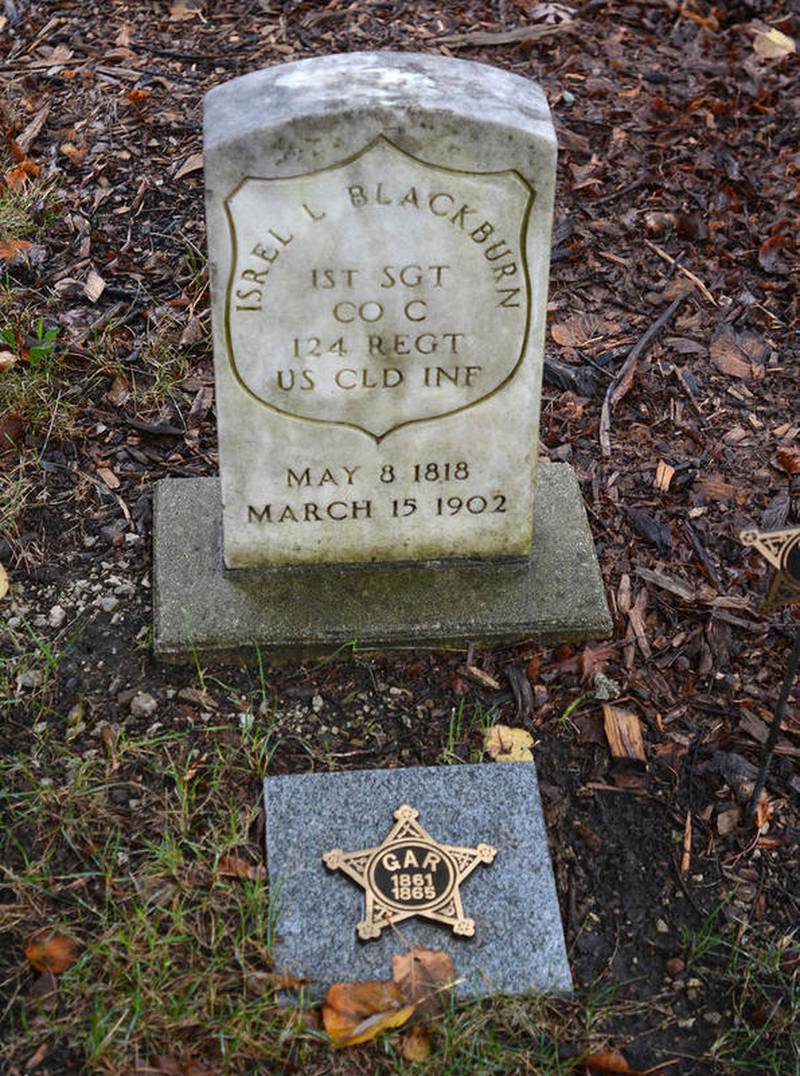 ISREL L BLACKBURN
1ST SGT
CO C
124 REGT
US CLD INF
MAY 8 1818
MARCH 15 1902
GAR
1861
1865